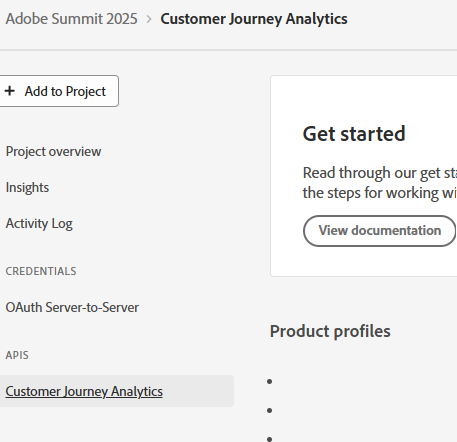 Adobe Summit 2025 > Customer Journey Analytics
+ Add to Project
Project overview
Insights
Activity Log
CREDENTIALS
OAuth Server-to-Server
APIS
Customer Journey Analytics
Get started
Read through our get sta
the steps for working wi
View documentation
Product profiles